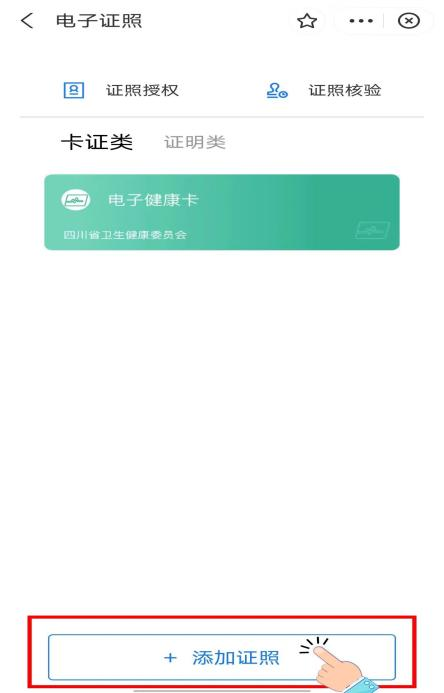 电子证照
证照授权 证照核验
卡证类 证明类
电子健康卡
四川省卫生健康委员会
+ 添加证照